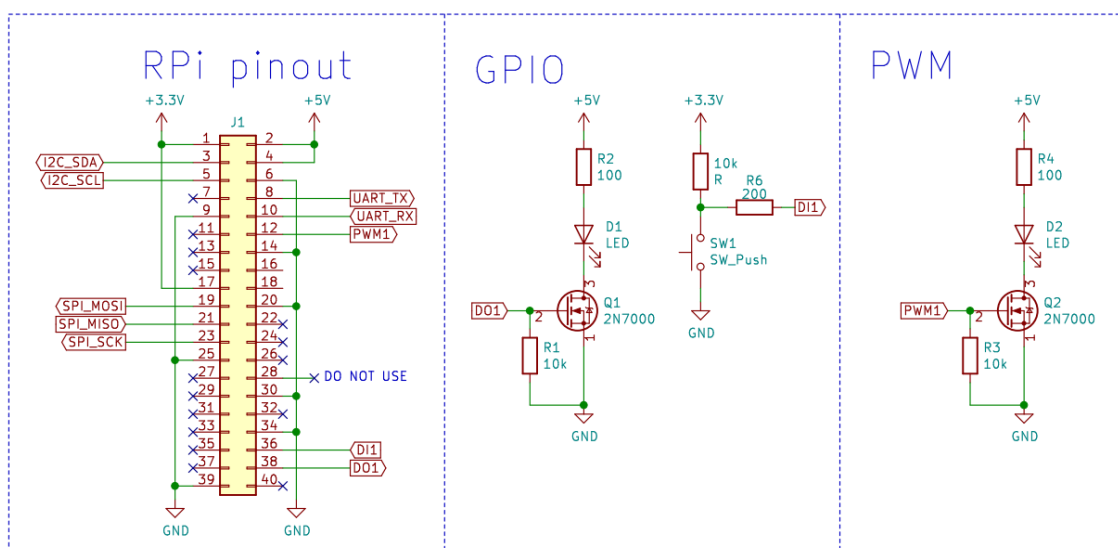 RPi pinout
+3.3V
+5V
J1
1 2
I2C_SDA 3 4
I2C_SCL 5 6
7 8 UART_TX
9 10 UART_RX
11 12 PWM1
13 14
15 16
17 18
SPI_MOSI 19 20
SPI_MISO 21 22
SPI_SCK 23 24
25 26
27 28 DO NOT USE
29 30
31 32
33 34
35 36 DI1
37 38 DO1
39 40
GND
GND
GPIO
+5V
R2
100
D1
LED
DO1
2
3
1
Q1
2N7000
R1
10k
GND
+3.3V
10k
R
R6
200
DI1
SW1
SW_Push
GND
PWM
+5V
R4
100
D2
LED
PWM1
2
3
1
Q2
2N7000
R3
10k
GND